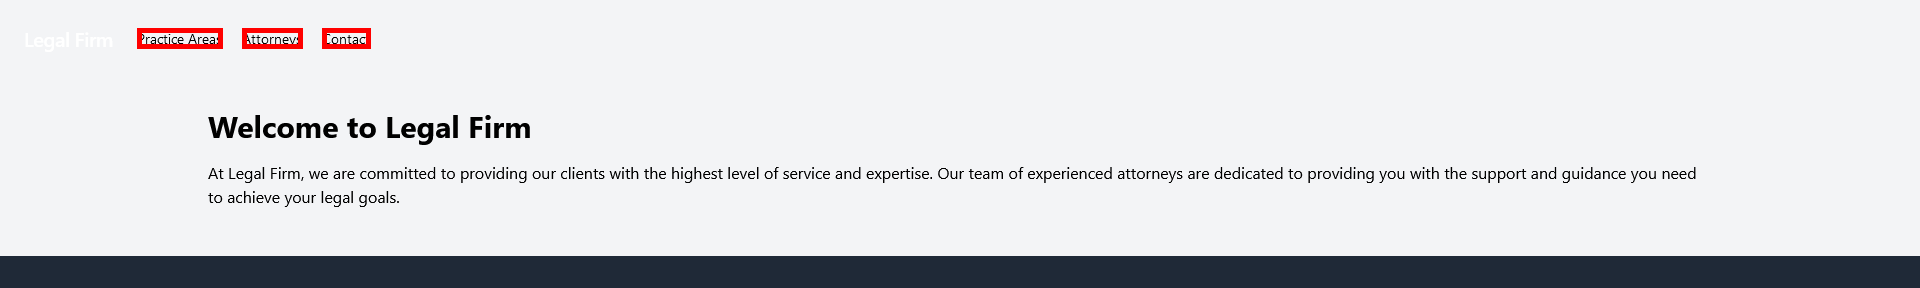 Legal Firm Practice Areas Attorneys Contact
Welcome to Legal Firm
At Legal Firm, we are committed to providing our clients with the highest level of service and expertise. Our team of experienced attorneys are dedicated to providing you with the support and guidance you need
to achieve your legal goals.